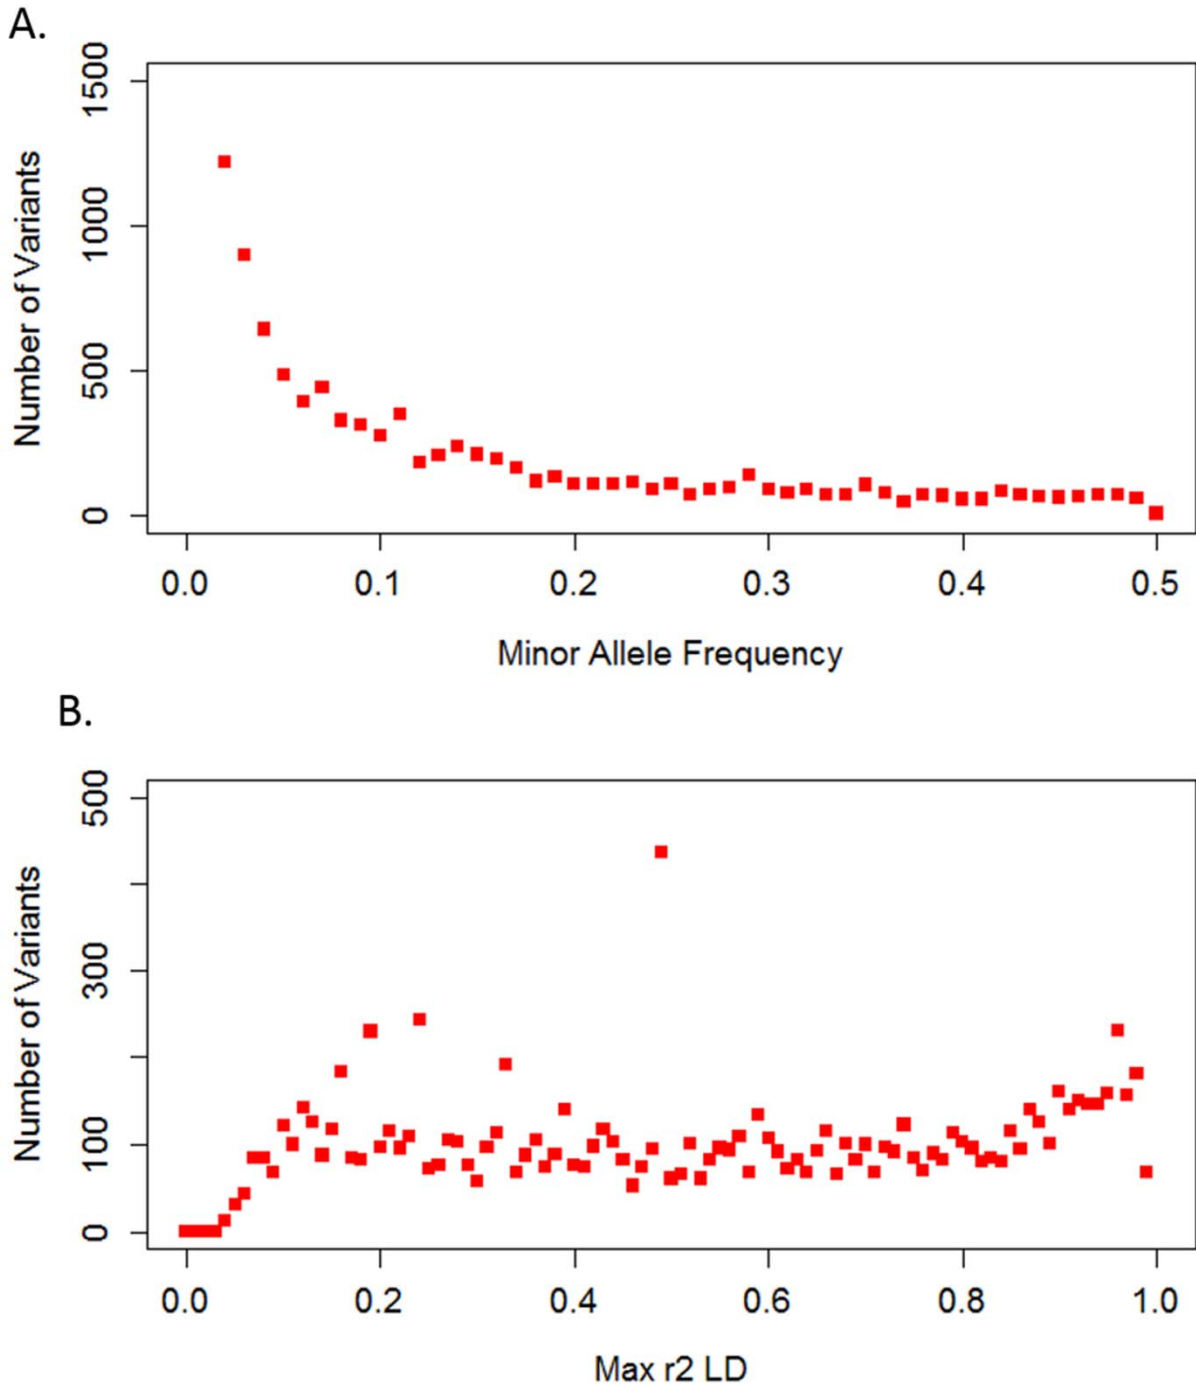 A.
Number of Variants
1500
1000
500
0
0.0 0.1 0.2 0.3 0.4 0.5
Minor Allele Frequency
B.
Number of Variants
500
300
100
0
0.0 0.2 0.4 0.6 0.8 1.0
Max r2 LD